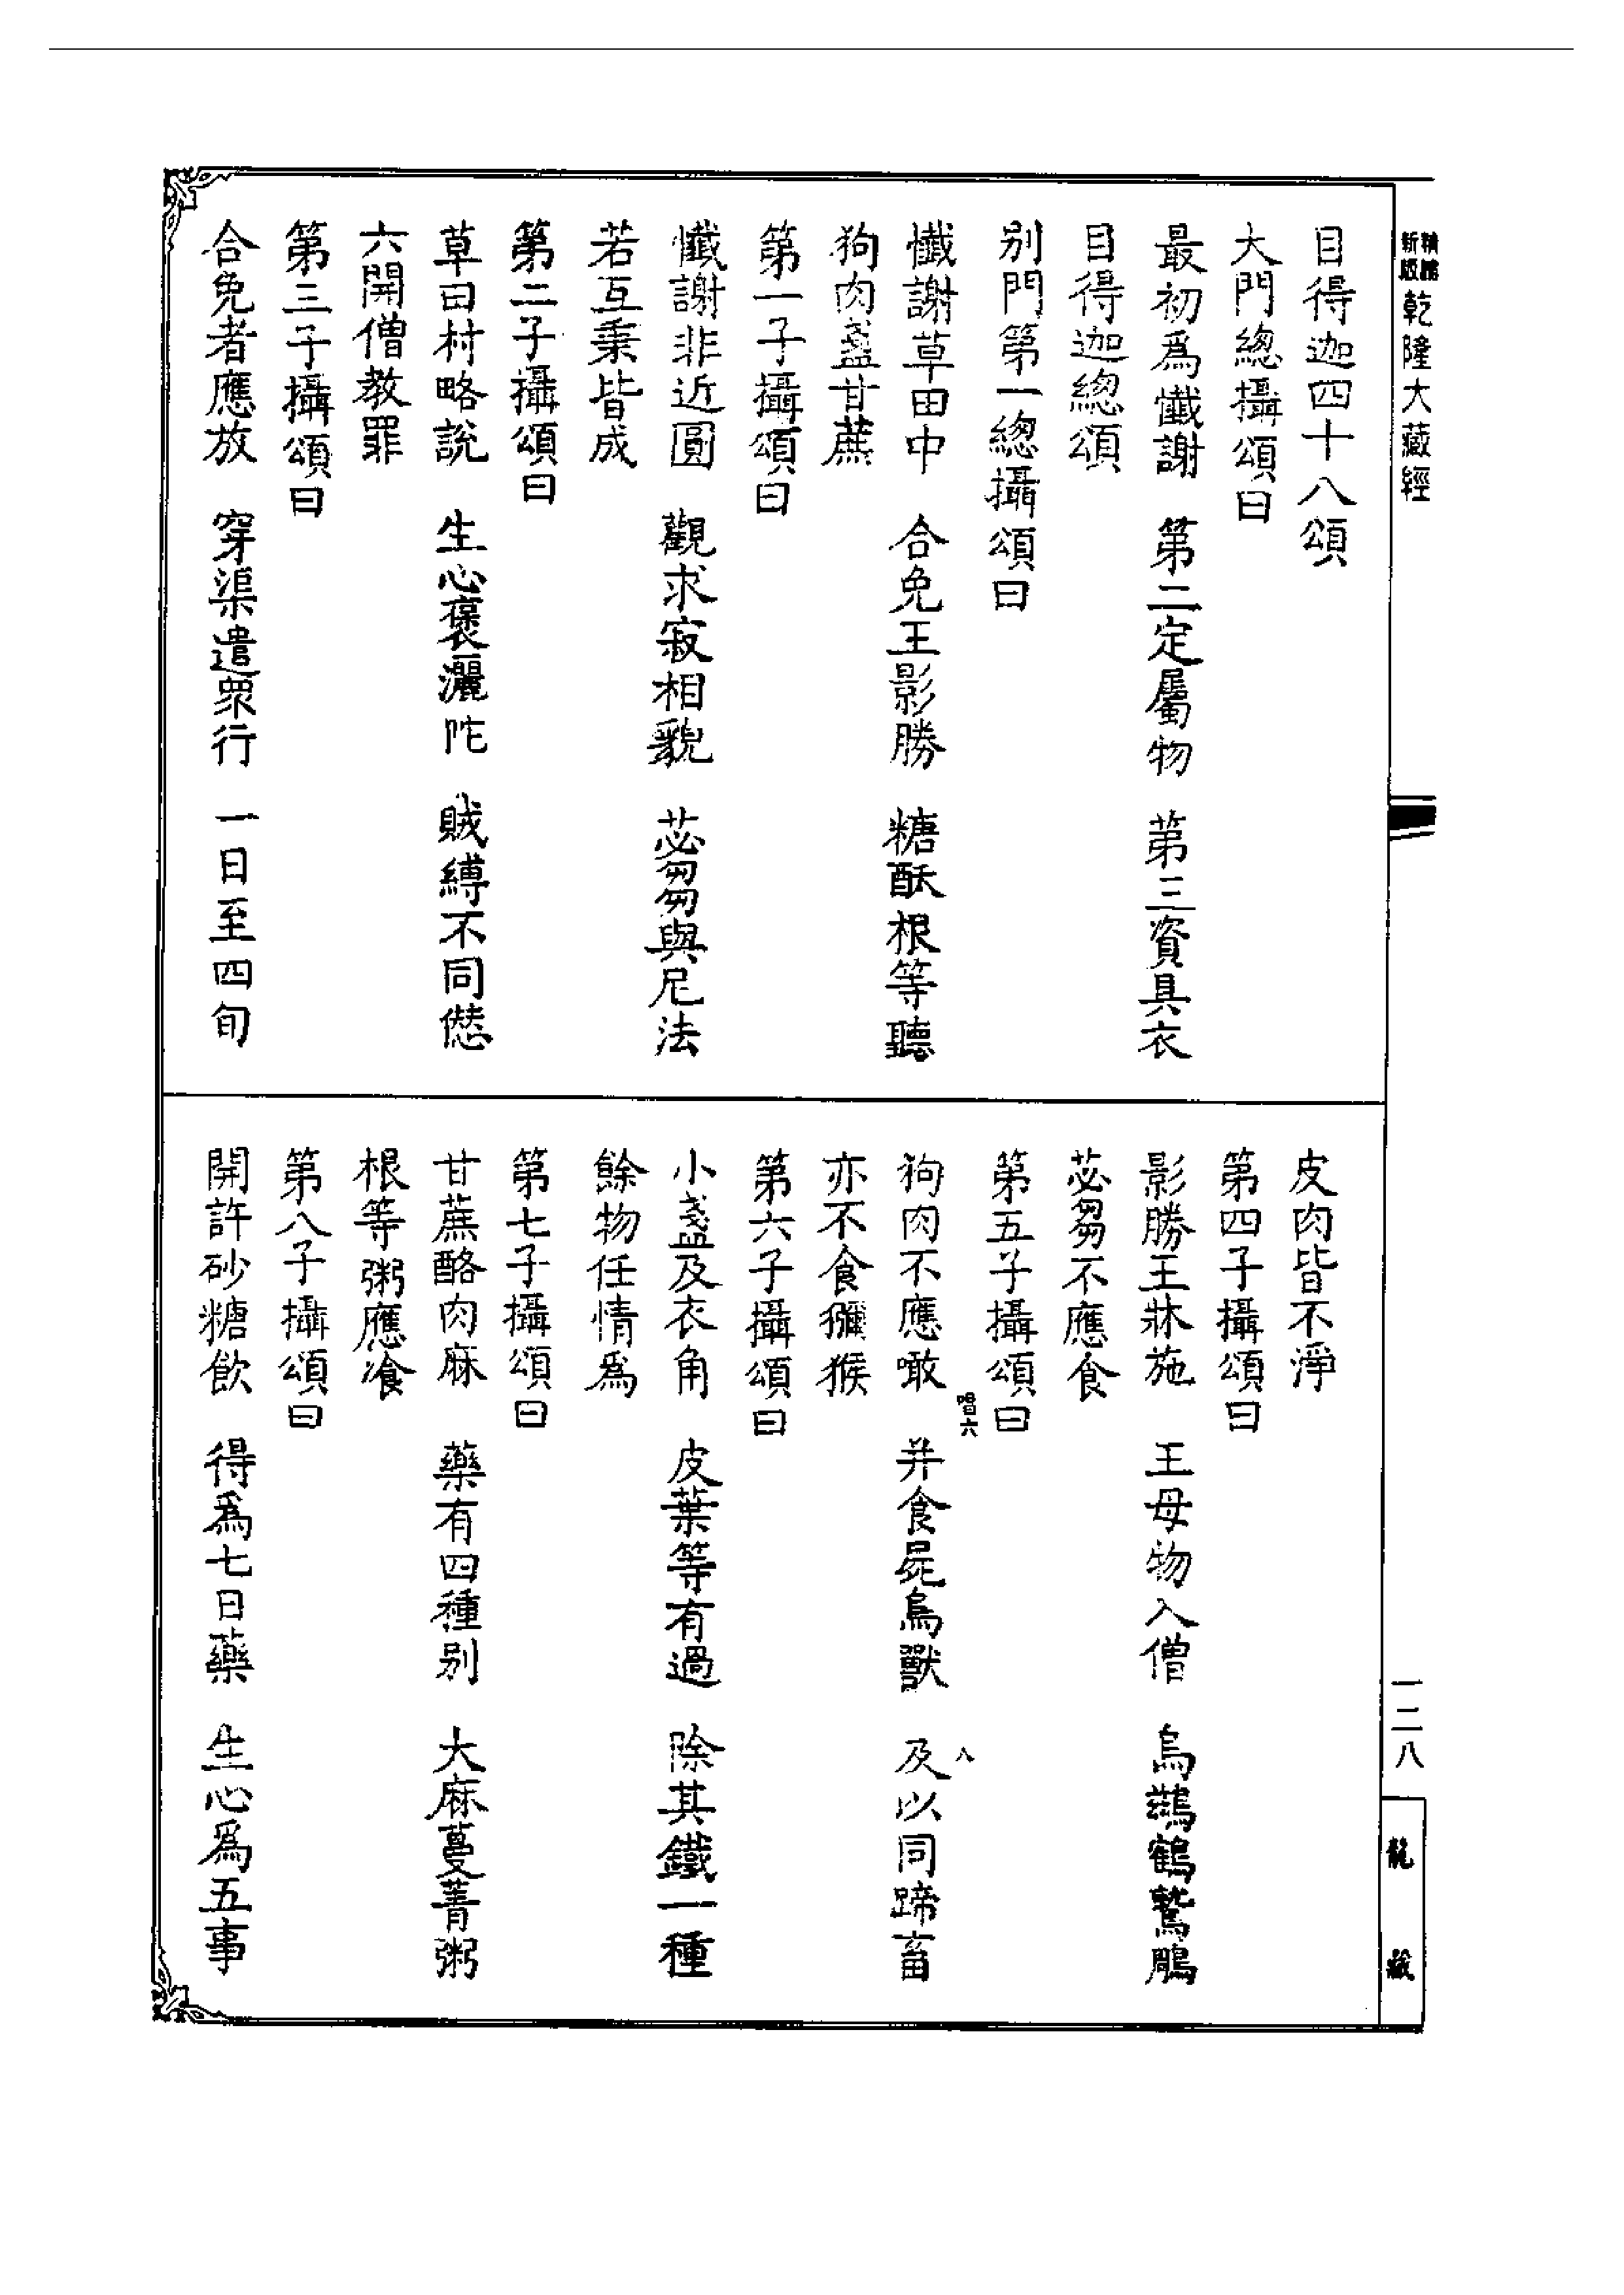 精編
新版
乾隆大藏經
目得迦四十八頌
大門總攝頌曰
最初爲懺謝　第二定屬物　第三資具衣
目得迦總頌
別門第一總攝頌曰
懺謝草田中　合免王影勝　糖酥根等聽
狗肉盞甘蔗
第一子攝頌曰
懺謝非近圓　觀求寂相貌　苾芻與尼法
若互秉皆成
第二子攝頌曰
草田村略說　生心褒灑陀　賊縛不同愆
六開僧教罪
第三子攝頌曰
合免者應放　穿渠遣衆行　一日至四旬
皮肉皆不淨
第四子攝頌曰
影勝王牀施　王母物入僧　烏鵶鶴鷲鵰
苾芻不應食
第五子攝頌曰
唱六
八
狗肉不應噉　并食屍鳥獸　及以同蹄畜
亦不食獼猴
第六子攝頌曰
小盞及衣角　皮葉等有過　除其鐵一種
餘物任情爲
第七子攝頌曰
甘蔗酪肉麻　藥有四種別　大麻蔓菁粥
根等粥應飡
第八子攝頌曰
開許砂糖飲　得爲七日藥　生心爲五事
一二八
龍藏